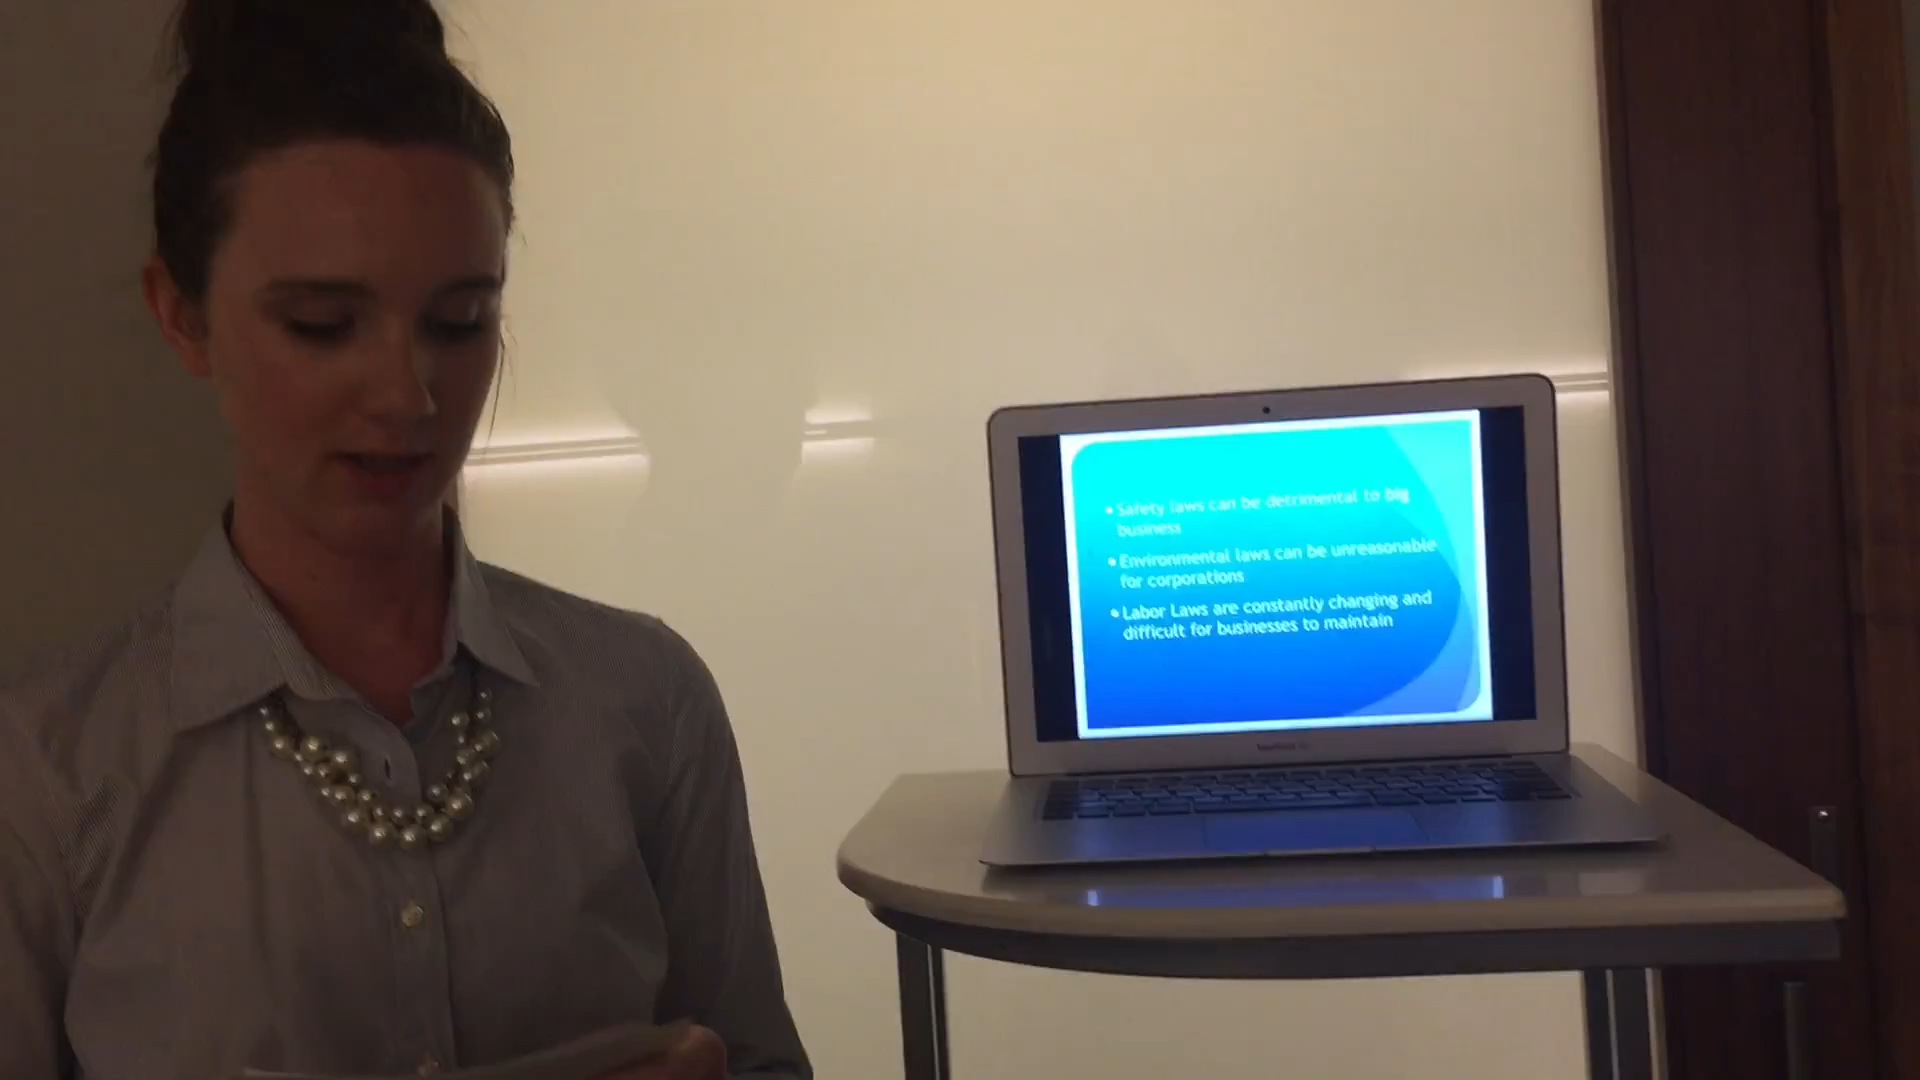 • Safety laws can be detrimental to big
business
• Environmental laws can be unreasonable
for corporations
• Labor Laws are constantly changing and
difficult for businesses to maintain